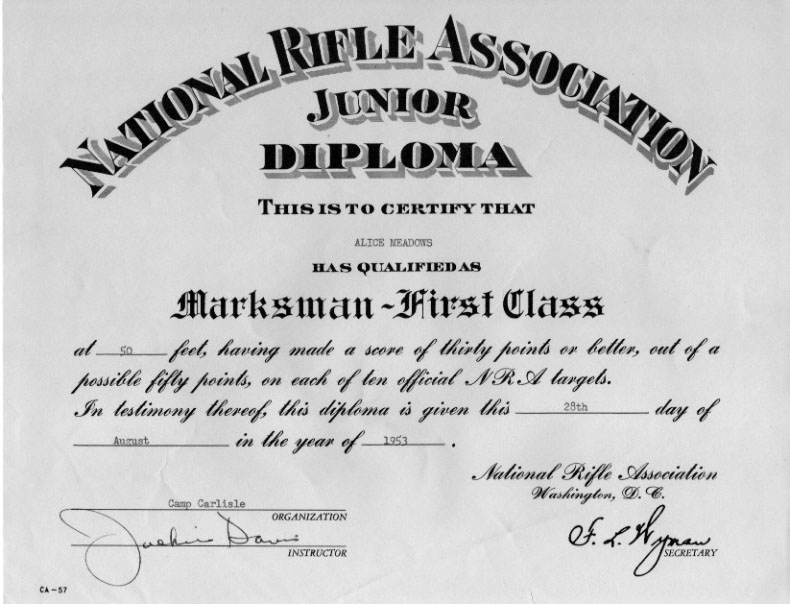 NATIONAL RIFLE ASSOCIATION
JUNIOR
DIPLOMA
THIS IS TO CERTIFY THAT
ALICE MEADOWS
HAS QUALIFIED AS
Marksman-First Class
at 50 feet, having made a score of thirty points or better, out of a
possible fifty points, on each of ten official NRA targets.
In testimony thereof, this diploma is given this 28th day of
August in the year of 1953.
National Rifle Association
Washington, D. C.
Camp Carlisle
ORGANIZATION
Jackie Davis
INSTRUCTOR
F. L. Wyman
SECRETARY
CA-57